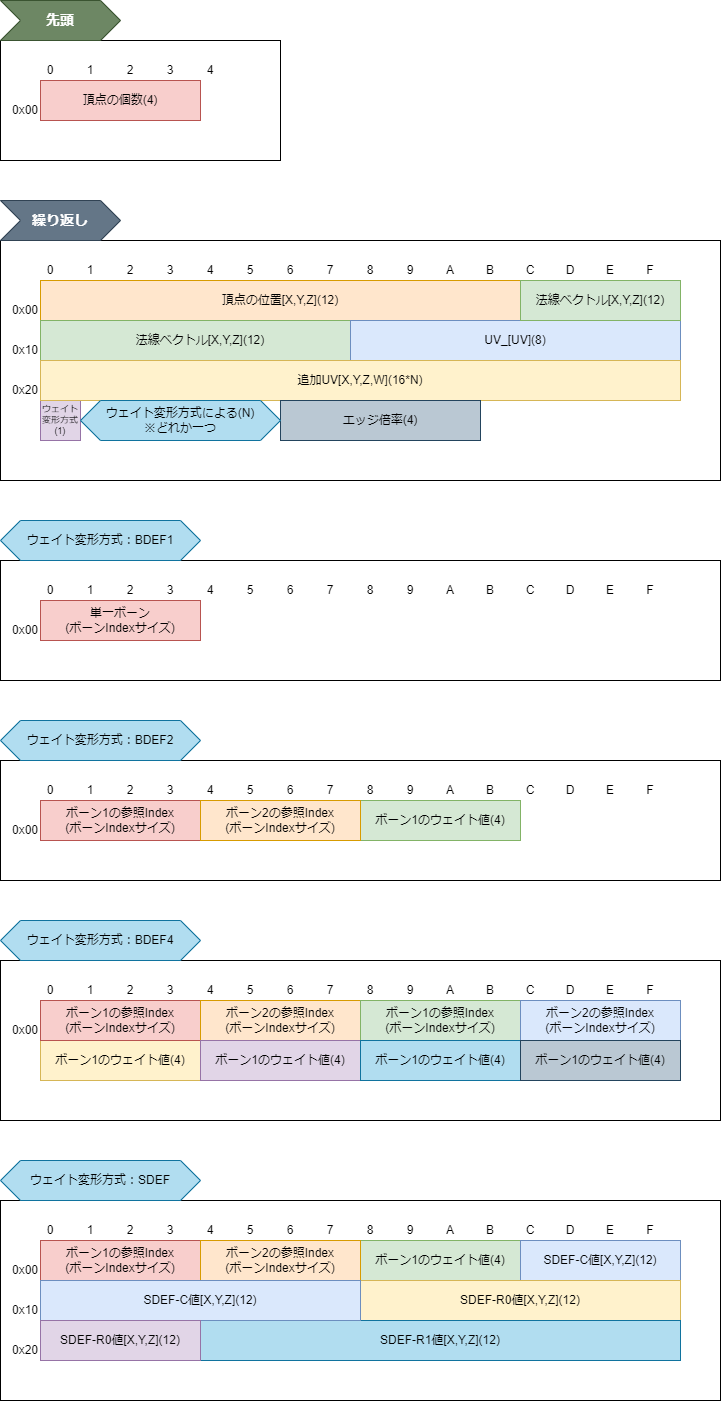 先頭
0 1 2 3 4
0x00 頂点の個数(4)
繰り返し
0 1 2 3 4 5 6 7 8 9 A B C D E F
0x00 頂点の位置[X,Y,Z](12) 法線ベクトル[X,Y,Z](12)
0x10 法線ベクトル[X,Y,Z](12) UV_[UV](8)
0x20 追加UV[X,Y,Z,W](16*N)
ウェイト
変形方式
(1)
ウェイト変形方式による(N)
※どれか一つ
エッジ倍率(4)
ウェイト変形方式：BDEF1
0 1 2 3 4 5 6 7 8 9 A B C D E F
0x00
単一ボーン
(ボーンIndexサイズ)
ウェイト変形方式：BDEF2
0 1 2 3 4 5 6 7 8 9 A B C D E F
0x00
ボーン1の参照Index
(ボーンIndexサイズ)
ボーン2の参照Index
(ボーンIndexサイズ)
ボーン1のウェイト値(4)
ウェイト変形方式：BDEF4
0 1 2 3 4 5 6 7 8 9 A B C D E F
0x00
ボーン1の参照Index
(ボーンIndexサイズ)
ボーン2の参照Index
(ボーンIndexサイズ)
ボーン1の参照Index
(ボーンIndexサイズ)
ボーン2の参照Index
(ボーンIndexサイズ)
ボーン1のウェイト値(4) ボーン1のウェイト値(4) ボーン1のウェイト値(4) ボーン1のウェイト値(4)
ウェイト変形方式：SDEF
0 1 2 3 4 5 6 7 8 9 A B C D E F
0x00
ボーン1の参照Index
(ボーンIndexサイズ)
ボーン2の参照Index
(ボーンIndexサイズ)
ボーン1のウェイト値(4)
SDEF-C値[X,Y,Z](12)
0x10 SDEF-C値[X,Y,Z](12) SDEF-R0値[X,Y,Z](12)
0x20 SDEF-R0値[X,Y,Z](12) SDEF-R1値[X,Y,Z](12)